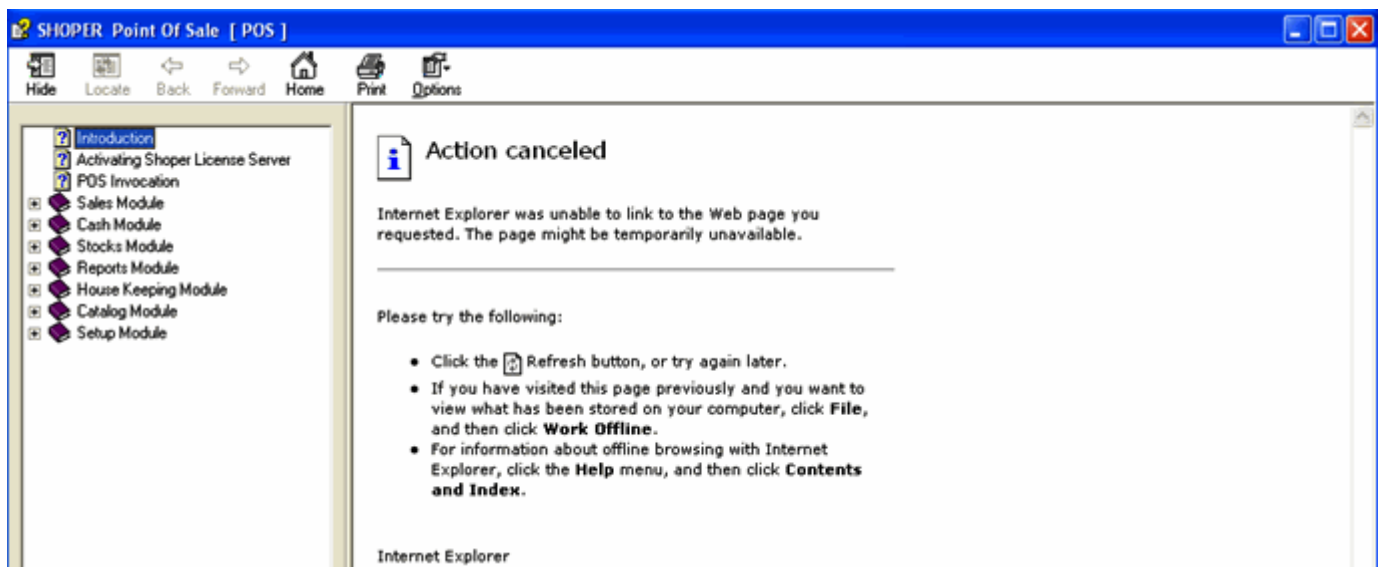 SHOPER Point Of Sale [ POS ]
Hide Locate Back Forward Home Print Options
Introduction
Activating Shoper License Server
POS Invocation
Sales Module
Cash Module
Stocks Module
Reports Module
House Keeping Module
Catalog Module
Setup Module
Action canceled
Internet Explorer was unable to link to the Web page you
requested. The page might be temporarily unavailable.
Please try the following:
• Click the Refresh button, or try again later.
• If you have visited this page previously and you want to
view what has been stored on your computer, click File,
and then click Work Offline.
• For information about offline browsing with Internet
Explorer, click the Help menu, and then click Contents
and Index.
Internet Explorer